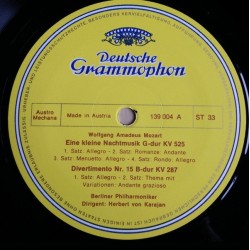 Deutsche
Grammophon
Austro
Mechana
Made in Austria
139 004 A
ST 33
Wolfgang Amadeus Mozart
Eine kleine Nachtmusik G-dur KV 525
1. Satz: Allegro - 2. Satz: Romanze: Andante
3. Satz: Menuetto. Allegro - 4. Satz: Rondo. Allegro
Divertimento Nr. 15 B-dur KV 287
1. Satz: Allegro - 2. Satz: Thema mit
Variationen: Andante grazioso
Berliner Philharmoniker
Dirigent: Herbert von Karajan